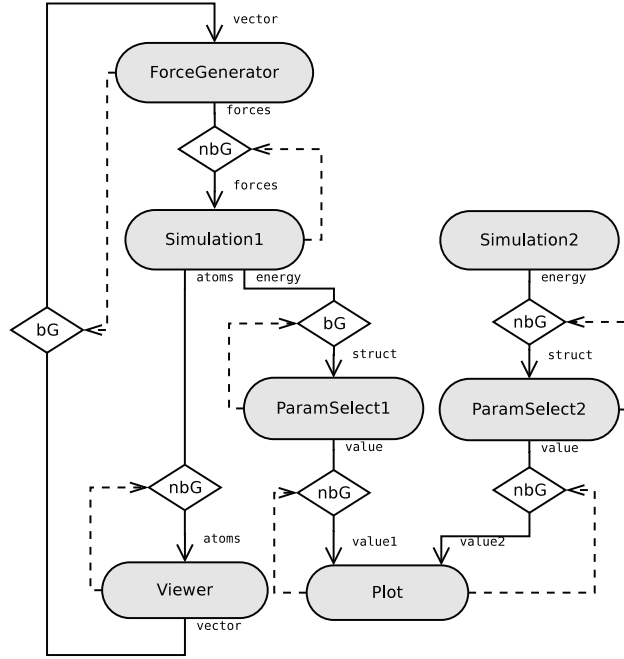 vector
ForceGenerator
forces
nbG
forces
Simulation1
Simulation2
atoms
energy
energy
bG
bG
nbG
struct
struct
ParamSelect1
ParamSelect2
value
value
nbG
nbG
nbG
atoms
value1
value2
Viewer
Plot
vector